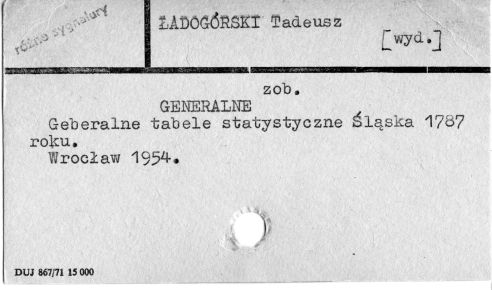 różne sygnatury
ŁADOGÓRSKI Tadeusz
[wyd.]
zob.
GENERALNE
Geberalne tabele statystyczne Śląska 1787
roku.
Wrocław 1954.
DUJ 867/71 15 000